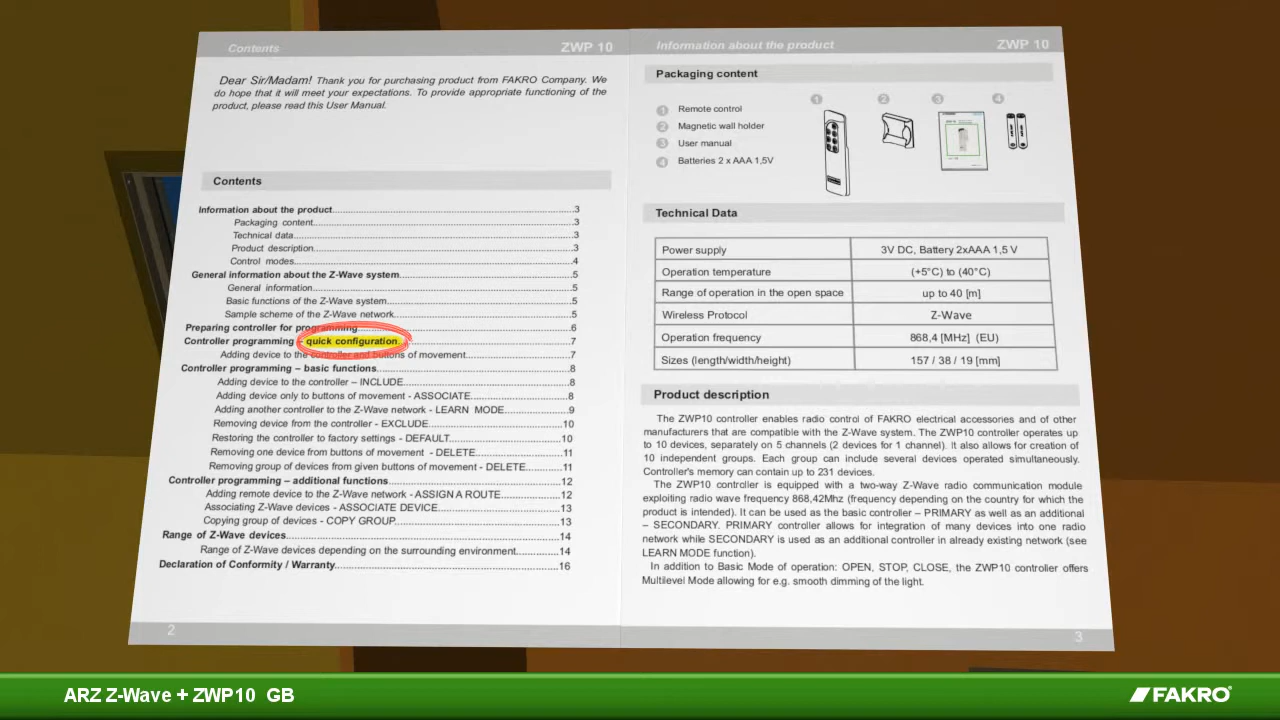 Contents ZWP 10
Dear Sir/Madam! Thank you for purchasing product from FAKRO Company. We
do hope that it will meet your expectations. To provide appropriate functioning of the
product, please read this User Manual.
Contents
Information about the product...3
Packaging content...3
Technical data...3
Product description...3
Control modes...4
General information about the Z-Wave system...5
General information...5
Basic functions of the Z-Wave system...5
Sample scheme of the Z-Wave network...5
Preparing controller for programming...6
Controller programming – quick configuration...7
Adding device to the controller and buttons of movement...7
Controller programming – basic functions...8
Adding device to the controller – INCLUDE...8
Adding device only to buttons of movement - ASSOCIATE...8
Adding another controller to the Z-Wave network - LEARN MODE...9
Removing device from the controller - EXCLUDE...10
Restoring the controller to factory settings - DEFAULT...10
Removing one device from buttons of movement - DELETE...11
Removing group of devices from given buttons of movement - DELETE...11
Controller programming – additional functions...12
Adding remote device to the Z-Wave network - ASSIGN A ROUTE...12
Associating Z-Wave devices - ASSOCIATE DEVICE...13
Copying group of devices - COPY GROUP...13
Range of Z-Wave devices...14
Range of Z-Wave devices depending on the surrounding environment...14
Declaration of Conformity / Warranty...16
2
Information about the product ZWP 10
Packaging content
1 Remote control
2 Magnetic wall holder
3 User manual
4 Batteries 2 x AAA 1,5V
1 2 3 4
Technical Data
Power supply 3V DC, Battery 2xAAA 1,5 V
Operation temperature (+5°C) to (40°C)
Range of operation in the open space up to 40 [m]
Wireless Protocol Z-Wave
Operation frequency 868,4 [MHz] (EU)
Sizes (length/width/height) 157 / 38 / 19 [mm]
Product description
The ZWP10 controller enables radio control of FAKRO electrical accessories and of other
manufacturers that are compatible with the Z-Wave system. The ZWP10 controller operates up
to 10 devices, separately on 5 channels (2 devices for 1 channel). It also allows for creation of
10 independent groups. Each group can include several devices operated simultaneously.
Controller's memory can contain up to 231 devices.
The ZWP10 controller is equipped with a two-way Z-Wave radio communication module
exploiting radio wave frequency 868,42Mhz (frequency depending on the country for which the
product is intended). It can be used as the basic controller – PRIMARY as well as an additional
– SECONDARY. PRIMARY controller allows for integration of many devices into one radio
network while SECONDARY is used as an additional controller in already existing network (see
LEARN MODE function).
In addition to Basic Mode of operation: OPEN, STOP, CLOSE, the ZWP10 controller offers
Multilevel Mode allowing for e.g. smooth dimming of the light.
3
ARZ Z-Wave + ZWP10 GB
FAKRO